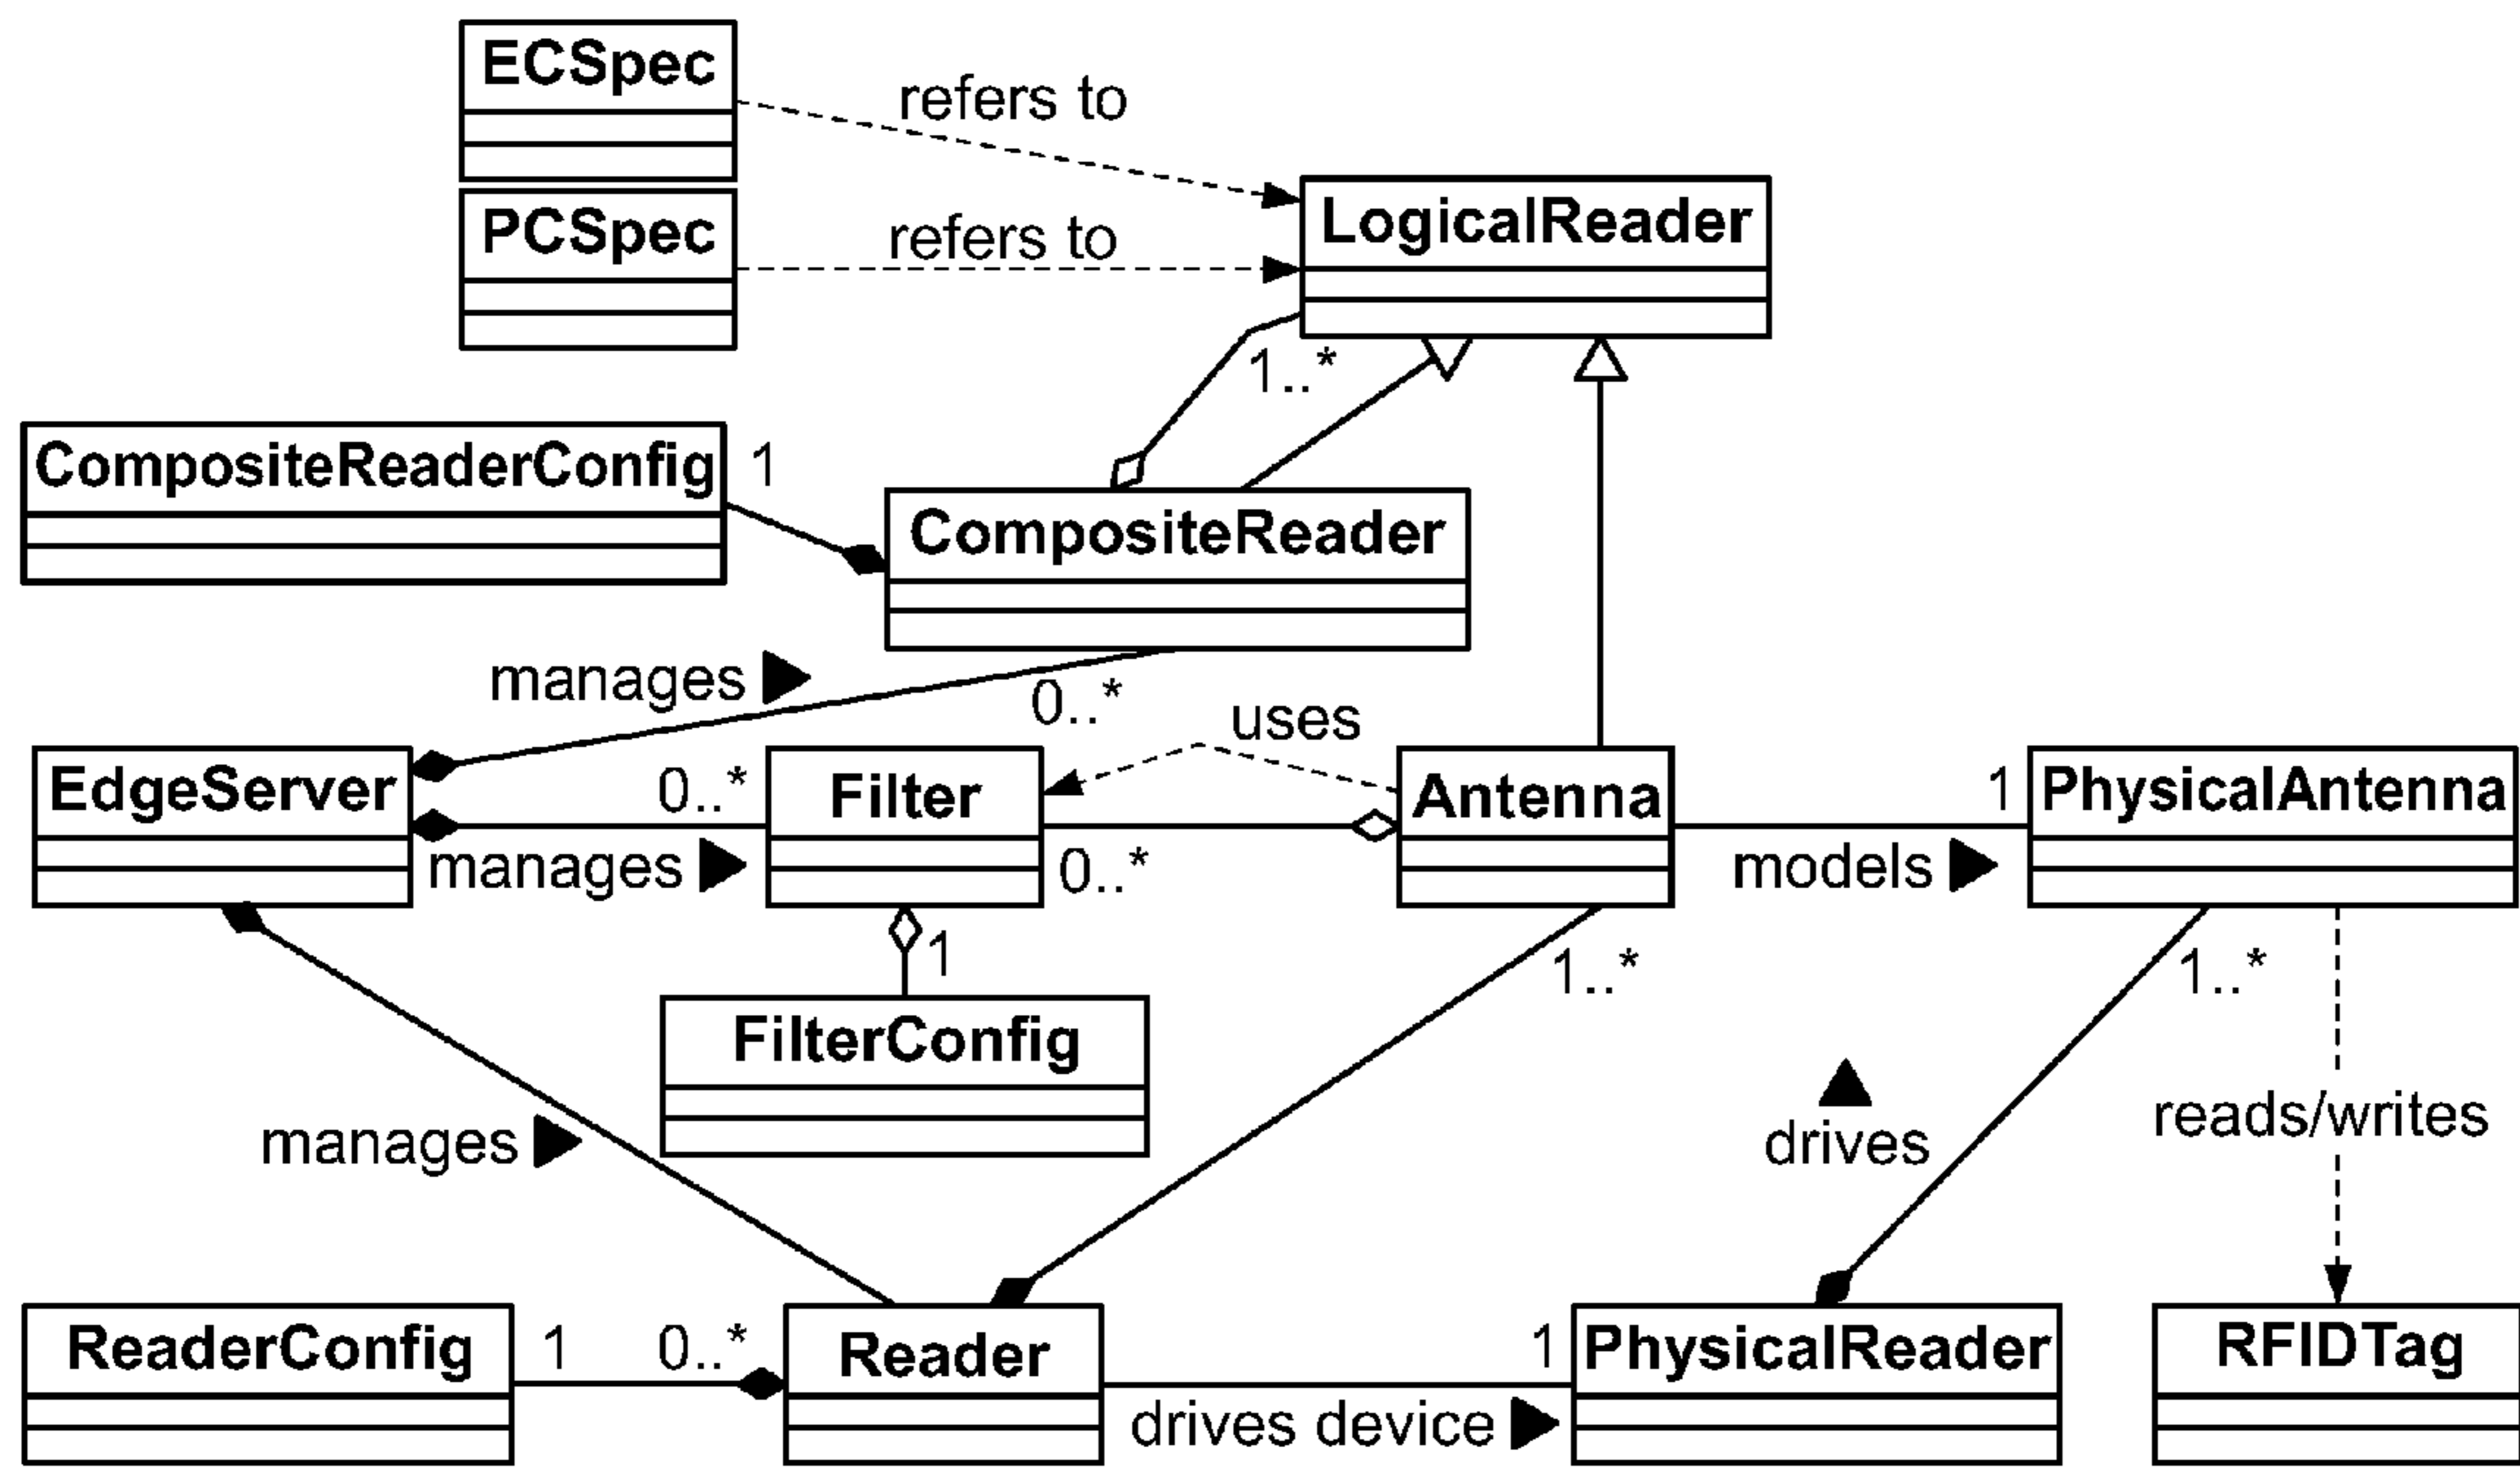 ECSpec
refers to
PCSpec
refers to
LogicalReader
1..*
CompositeReaderConfig
1
CompositeReader
manages
0..*
uses
EdgeServer
0..*
Filter
Antenna
1
PhysicalAntenna
manages
0..*
models
1
1..*
1..*
FilterConfig
manages
drives
reads/writes
ReaderConfig
1
0..*
Reader
1
PhysicalReader
RFIDTag
drives device